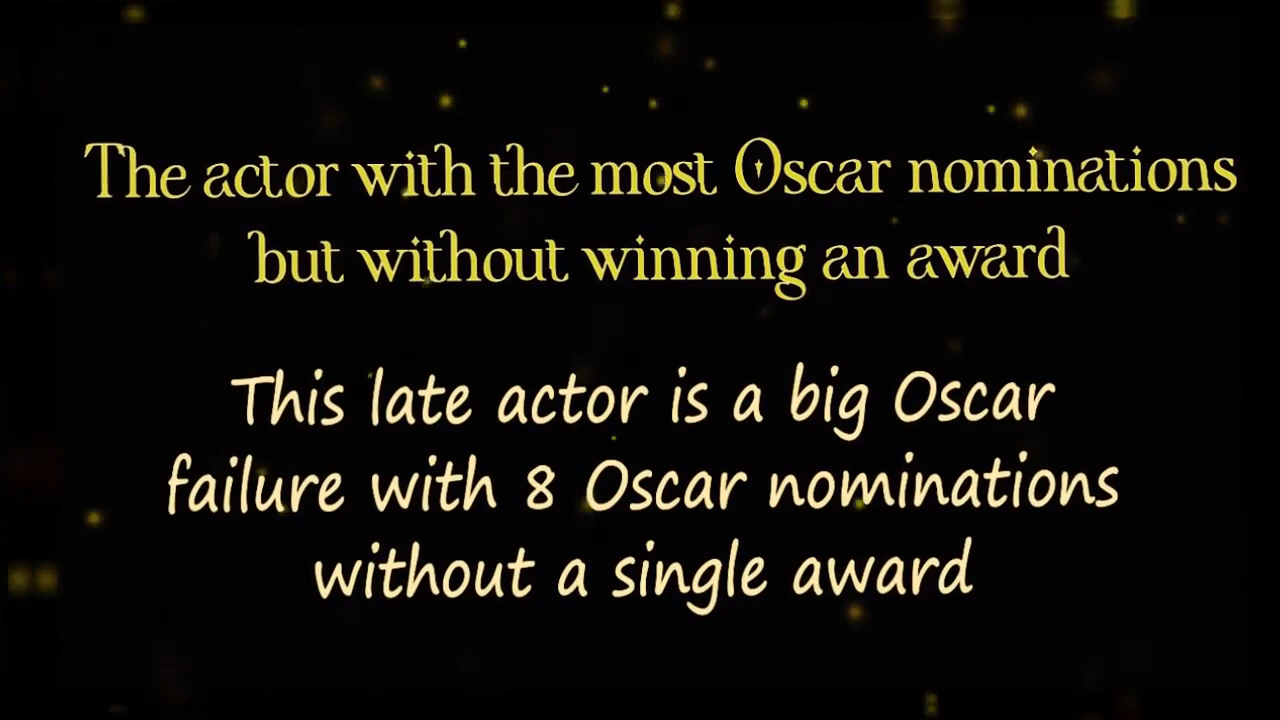 The actor with the most Oscar nominations
but without winning an award
This late actor is a big Oscar
failure with 8 Oscar nominations
without a single award